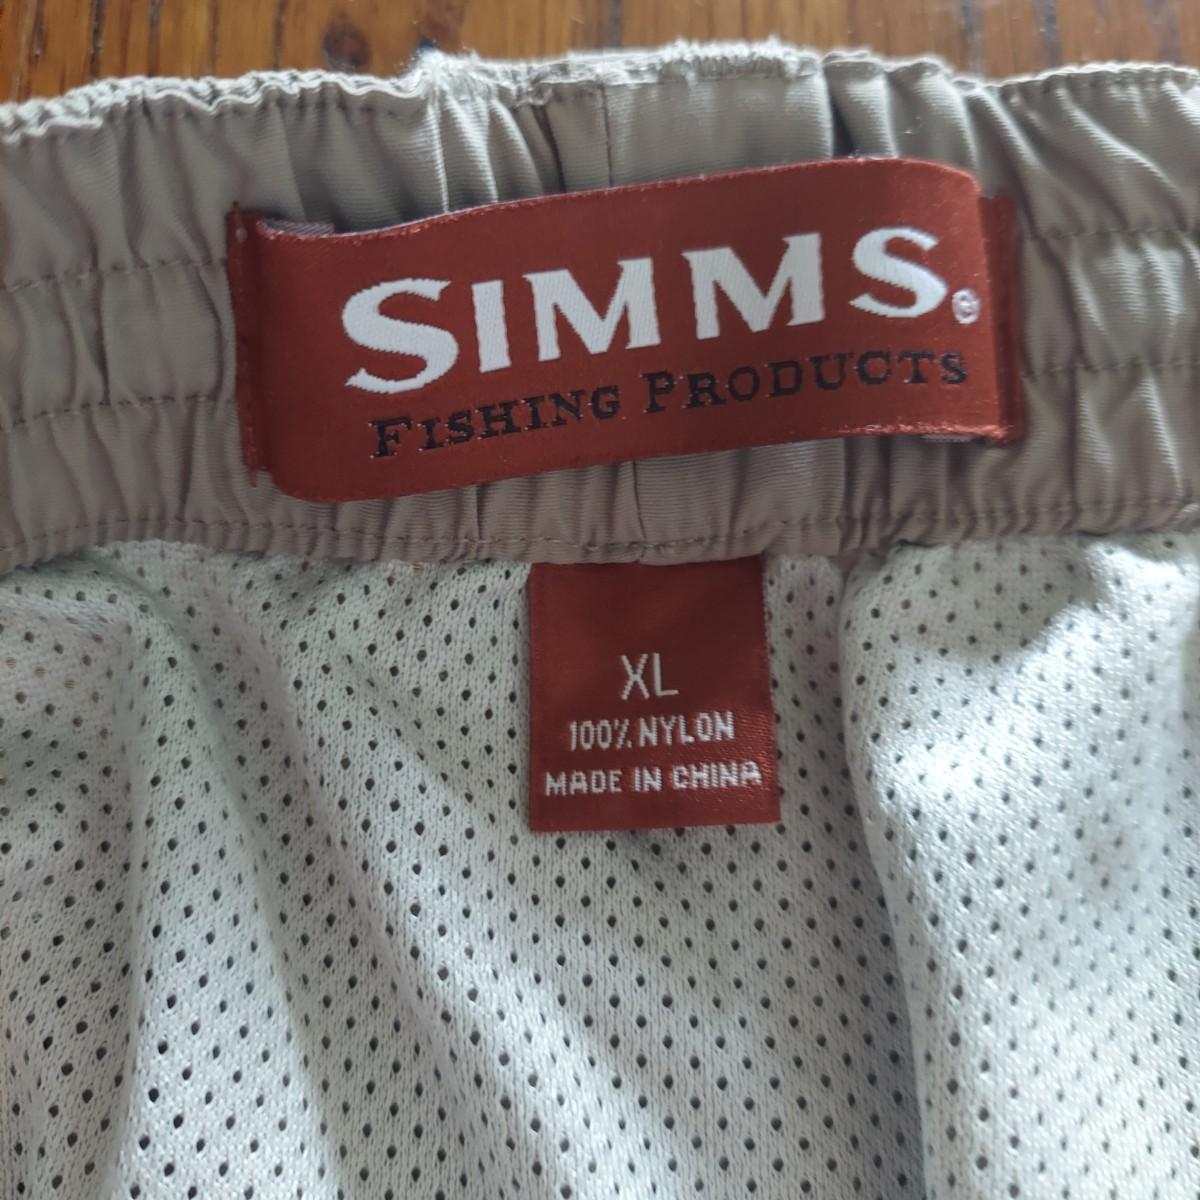 SIMMS®
FISHING PRODUCTS
XL
100% NYLON
MADE IN CHINA